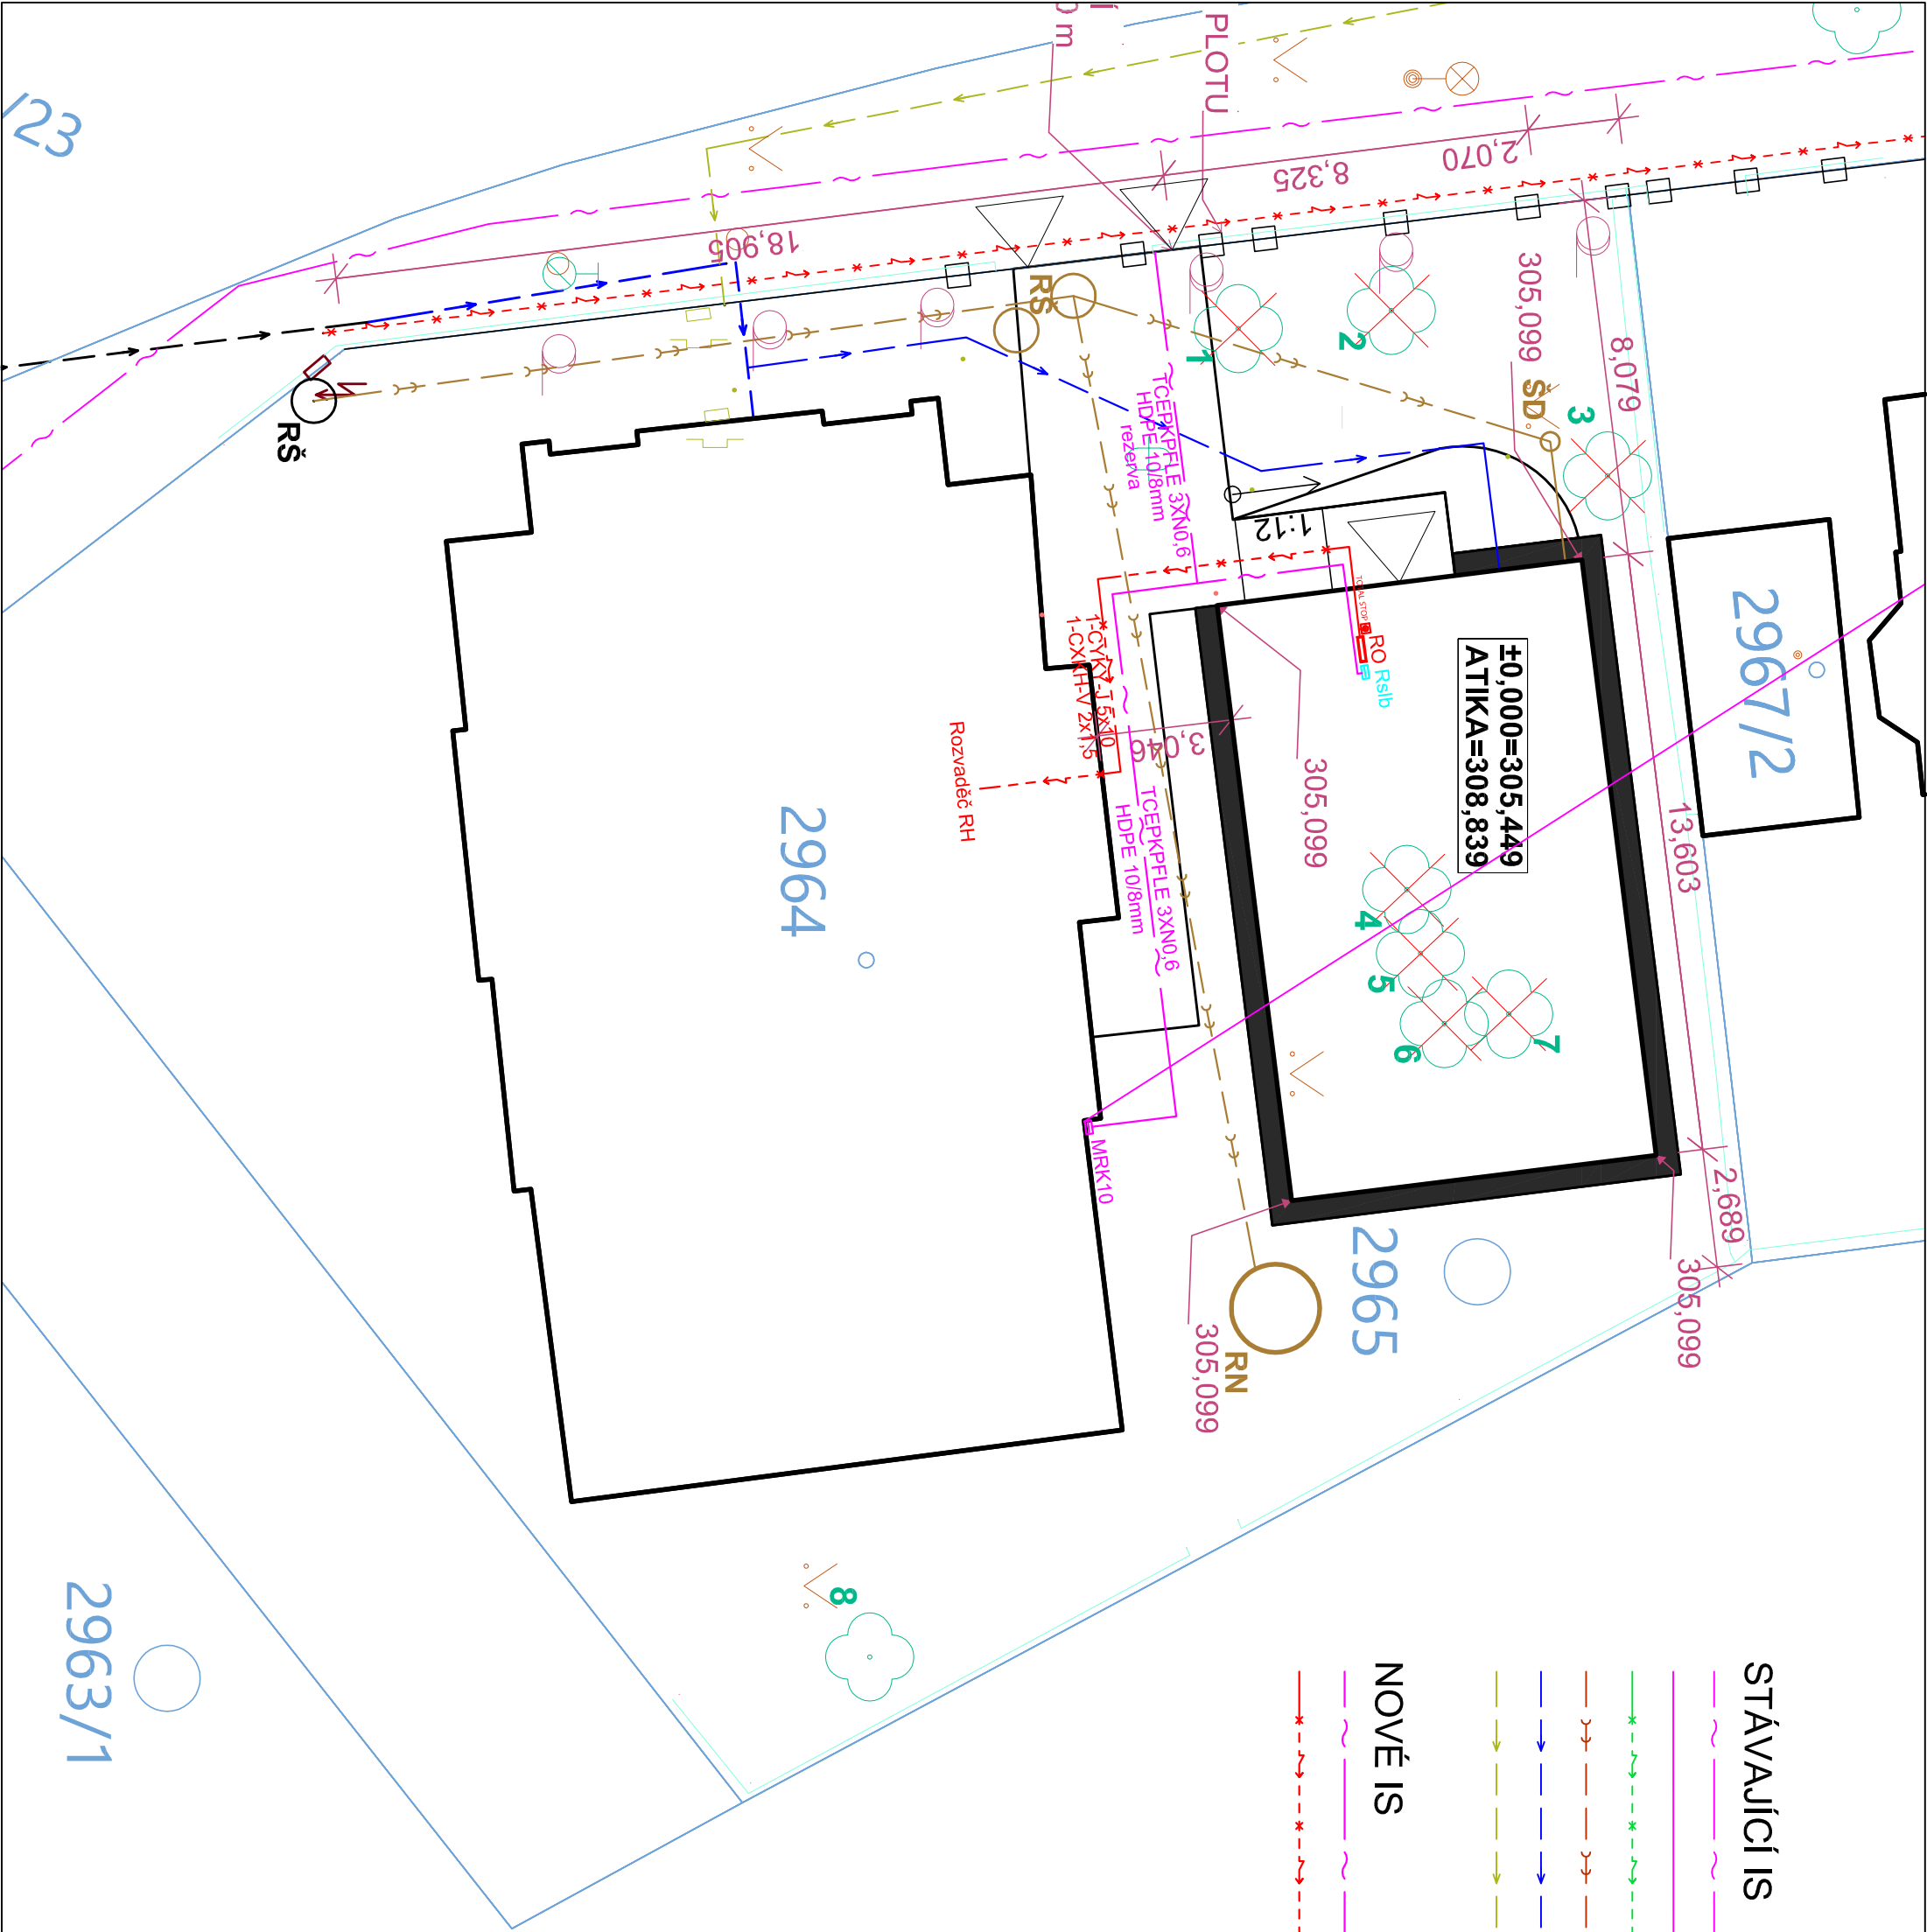 /23
PLOTU
0 m
18,905
8,325
2,070
RŠ
RŠ
1
2
3
ŠD
305,099
8,079
TCEPKPFLE 3XN0,6
HDPE 10/8mm
rezerva
1:12
TOTAL STOP
RO
Rslb
1-CYKY-J 5x10
1-CXKH-V 2x1,5
Rozvaděč RH
3,046
305,099
±0,000=305,449
ATIKA=308,839
2967/2
13,603
2964
TCEPKPFLE 3XN0,6
HDPE 10/8mm
4
5
6
7
MRK10
2,689
305,099
2965
305,099
RN
8
2963/1
STÁVAJÍCÍ IS
NOVÉ IS